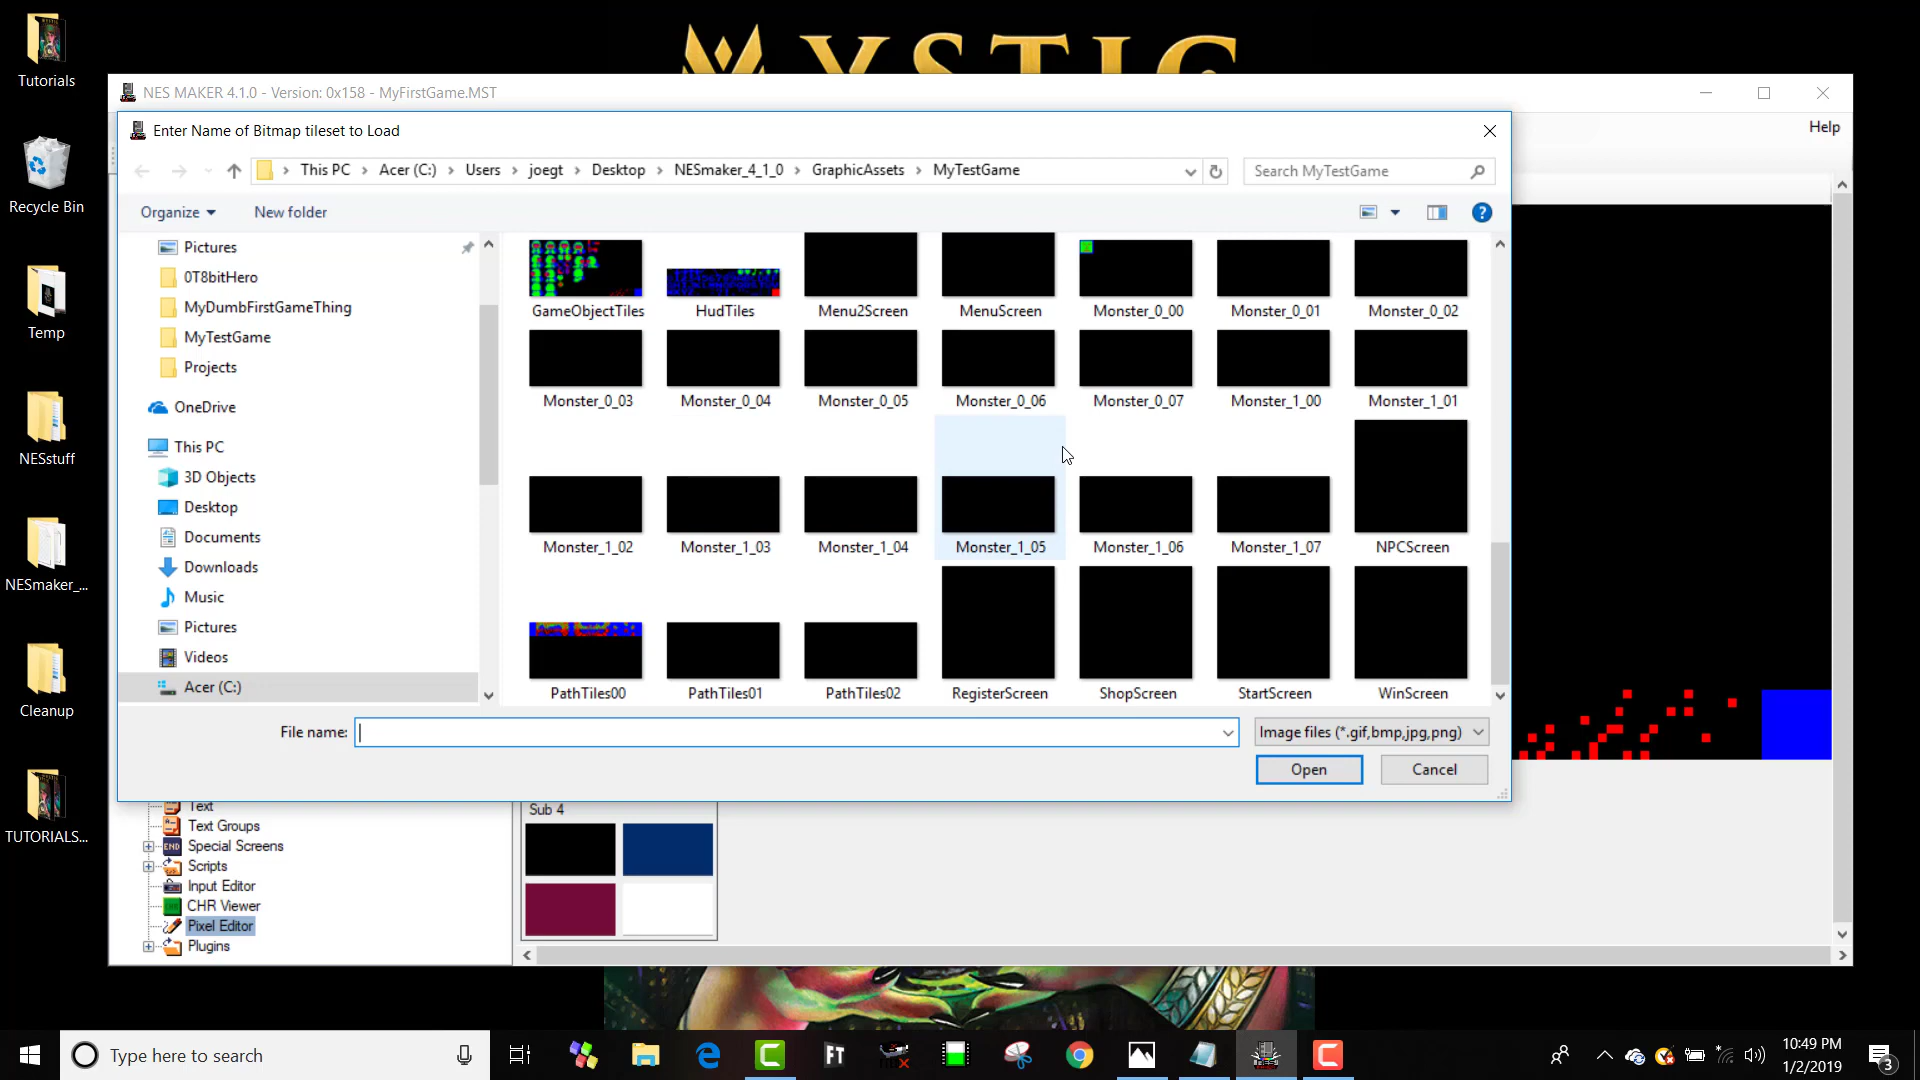 MYSTIC
Tutorials
Recycle Bin
Temp
NESstuff
NESmaker_...
Cleanup
TUTORIALS...
NES MAKER 4.1.0 - Version: 0x158 - MyFirstGame.MST
Help
Enter Name of Bitmap tileset to Load
This PC > Acer (C:) > Users > joegt > Desktop > NESmaker_4_1_0 > GraphicAssets > MyTestGame
Search MyTestGame
Organize
New folder
Pictures
0T8bitHero
MyDumbFirstGameThing
MyTestGame
Projects
OneDrive
This PC
3D Objects
Desktop
Documents
Downloads
Music
Pictures
Videos
Acer (C:)
GameObjectTiles HudTiles Menu2Screen MenuScreen Monster_0_00 Monster_0_01 Monster_0_02
Monster_0_03 Monster_0_04 Monster_0_05 Monster_0_06 Monster_0_07 Monster_1_00 Monster_1_01
Monster_1_02 Monster_1_03 Monster_1_04 Monster_1_05 Monster_1_06 Monster_1_07 NPCScreen
PathTiles00 PathTiles01 PathTiles02 RegisterScreen ShopScreen StartScreen WinScreen
File name:
Image files (*.gif,bmp,jpg,png)
Open
Cancel
Text
Text Groups
END Special Screens
Scripts
Input Editor
CHR Viewer
Pixel Editor
Plugins
Sub 4
Type here to search
FT
10:49 PM
1/2/2019
3